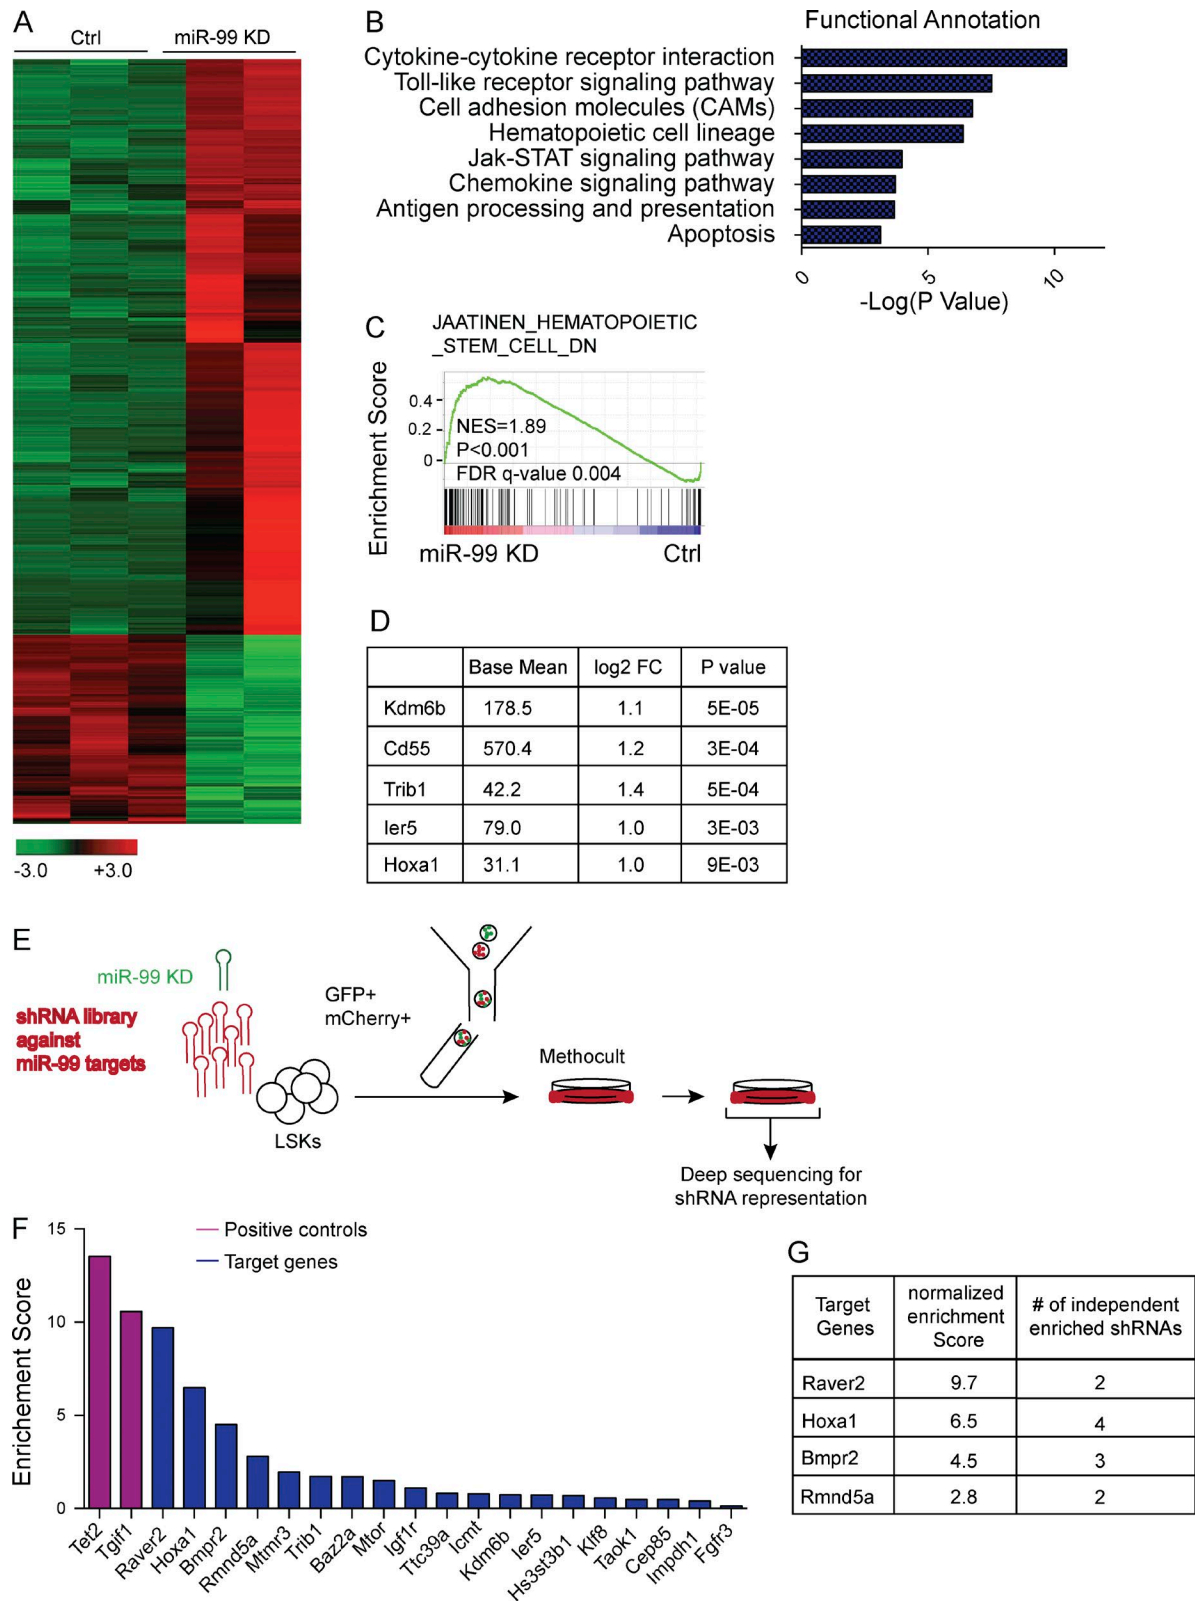 A
Ctrl
miR-99 KD
-3.0
+3.0
B
Functional Annotation
Cytokine-cytokine receptor interaction
Toll-like receptor signaling pathway
Cell adhesion molecules (CAMs)
Hematopoietic cell lineage
Jak-STAT signaling pathway
Chemokine signaling pathway
Antigen processing and presentation
Apoptosis
0
5
10
-Log(P Value)
C
JAATINEN_HEMATOPOIETIC
_STEM_CELL_DN
Enrichment Score
0.4
0.2
0
NES=1.89
P<0.001
FDR q-value 0.004
miR-99 KD
Ctrl
D
Base Mean
log2 FC
P value
Kdm6b
178.5
1.1
5E-05
Cd55
570.4
1.2
3E-04
Trib1
42.2
1.4
5E-04
Ier5
79.0
1.0
3E-03
Hoxa1
31.1
1.0
9E-03
E
miR-99 KD
shRNA library
against
miR-99 targets
LSKs
GFP+
mCherry+
Methocult
Deep sequencing for
shRNA representation
F
Enrichement Score
15
10
5
0
Positive controls
Target genes
Tet2
Tgif1
Raver2
Hoxa1
Bmpr2
Rmnd5a
Mtmr3
Trib1
Baz2a
Mtor
Igf1r
Ttc39a
Icmt
Kdm6b
Ier5
Hs3st3b1
Klf8
Taok1
Cep85
Impdh1
Fgfr3
G
Target
Genes
normalized
enrichment
Score
# of independent
enriched shRNAs
Raver2
9.7
2
Hoxa1
6.5
4
Bmpr2
4.5
3
Rmnd5a
2.8
2